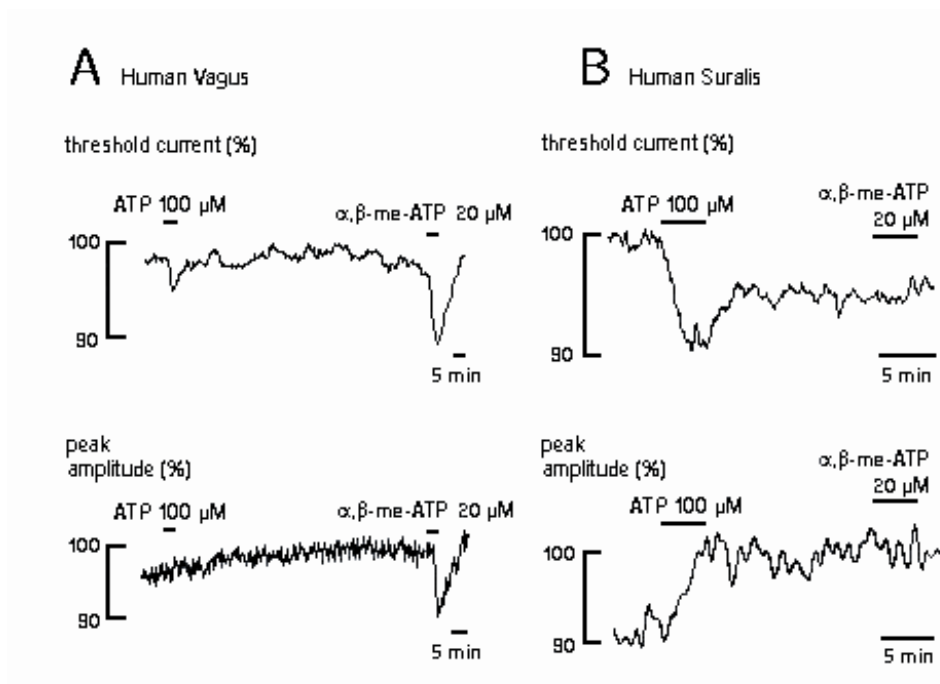 A Human Vagus
threshold current (%)
ATP 100 μM
α,β-me-ATP 20 μM
100
90
5 min
peak
amplitude (%)
ATP 100 μM
α,β-me-ATP 20 μM
100
90
5 min
B Human Suralis
threshold current (%)
ATP 100 μM
α,β-me-ATP
20 μM
100
90
5 min
peak
amplitude (%)
ATP 100 μM
α,β-me-ATP
20 μM
100
90
5 min